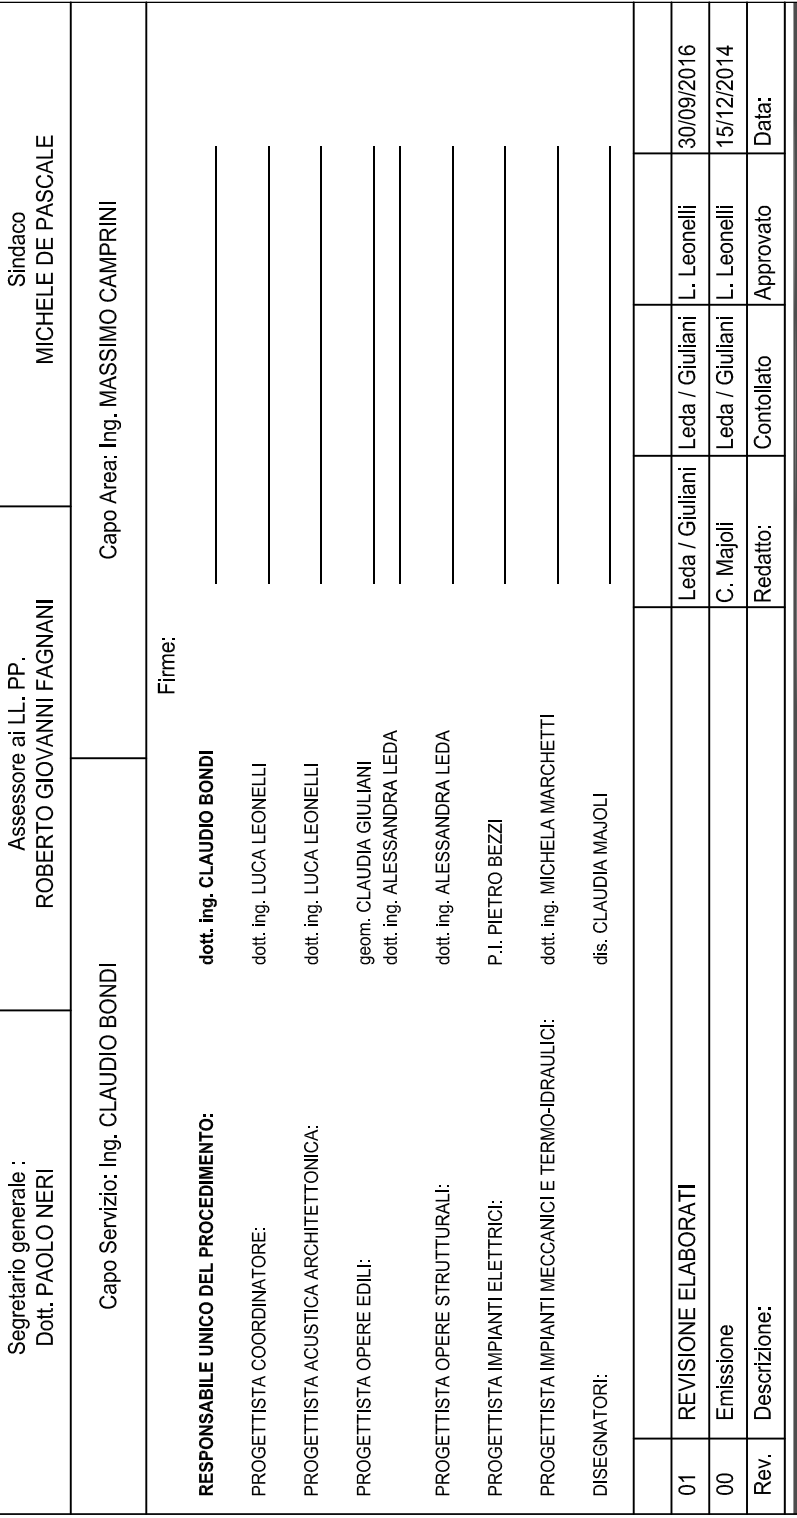 Segretario generale :
Dott. PAOLO NERI
Assessore ai LL. PP.
ROBERTO GIOVANNI FAGNANI
Sindaco
MICHELE DE PASCALE
Capo Servizio: Ing. CLAUDIO BONDI
Capo Area: Ing. MASSIMO CAMPRINI
Firme:
RESPONSABILE UNICO DEL PROCEDIMENTO: dott. ing. CLAUDIO BONDI
PROGETTISTA COORDINATORE: dott. ing. LUCA LEONELLI
PROGETTISTA ACUSTICA ARCHITETTONICA: dott. ing. LUCA LEONELLI
PROGETTISTA OPERE EDILI: geom. CLAUDIA GIULIANI
dott. ing. ALESSANDRA LEDA
PROGETTISTA OPERE STRUTTURALI: dott. ing. ALESSANDRA LEDA
PROGETTISTA IMPIANTI ELETTRICI: P.I. PIETRO BEZZI
PROGETTISTA IMPIANTI MECCANICI E TERMO-IDRAULICI: dott. ing. MICHELA MARCHETTI
DISEGNATORI: dis. CLAUDIA MAJOLI
01 REVISIONE ELABORATI Leda / Giuliani Leda / Giuliani L. Leonelli 30/09/2016
00 Emissione C. Majoli Leda / Giuliani L. Leonelli 15/12/2014
Rev. Descrizione: Redatto: Contollato Approvato Data: